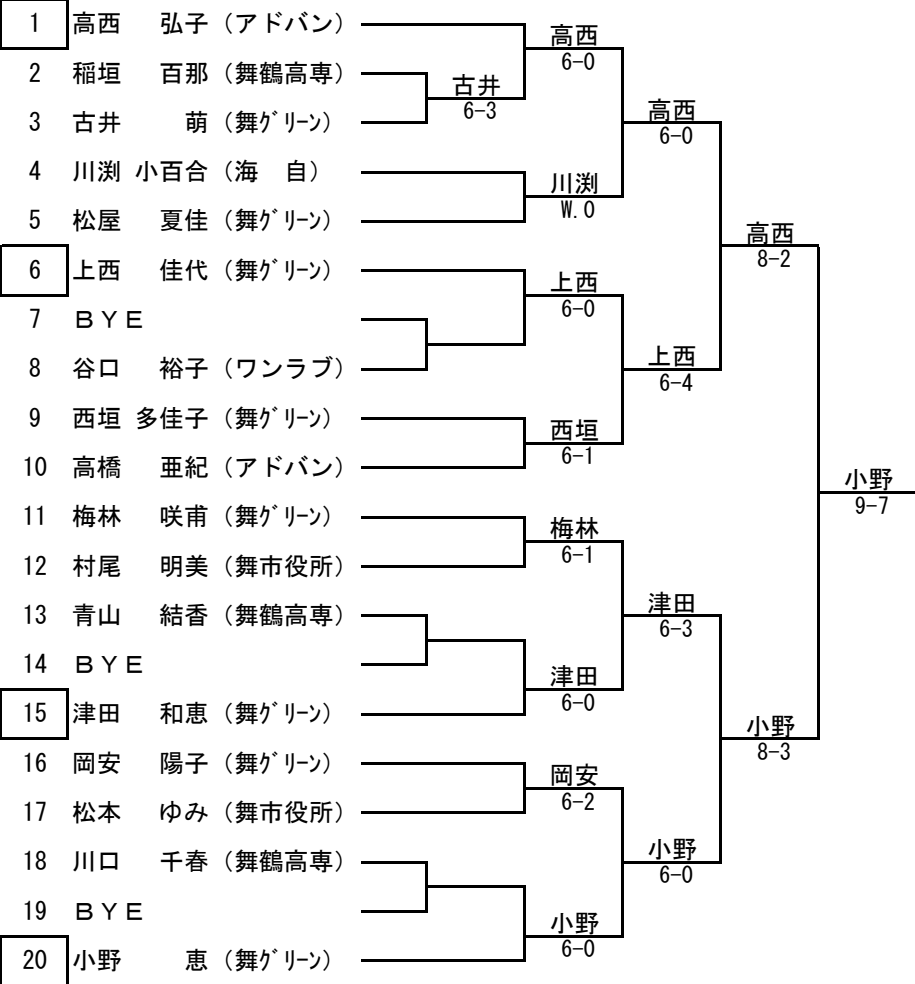 1 高西 弘子（アドバン）
高西
6-0
2 稲垣 百那（舞鶴高専）
古井
6-3
3 古井 萌（舞ｸﾞﾘｰﾝ）
高西
6-0
4 川渕 小百合（海 自）
川渕
W.O
5 松屋 夏佳（舞ｸﾞﾘｰﾝ）
高西
8-2
6 上西 佳代（舞ｸﾞﾘｰﾝ）
上西
6-0
7 ＢＹＥ
8 谷口 裕子（ワンラブ）
上西
6-4
9 西垣 多佳子（舞ｸﾞﾘｰﾝ）
西垣
6-1
10 高橋 亜紀（アドバン）
小野
9-7
11 梅林 咲甫（舞ｸﾞﾘｰﾝ）
梅林
6-1
12 村尾 明美（舞市役所）
13 青山 結香（舞鶴高専）
津田
6-3
14 ＢＹＥ
津田
6-0
15 津田 和恵（舞ｸﾞﾘｰﾝ）
小野
8-3
16 岡安 陽子（舞ｸﾞﾘｰﾝ）
岡安
6-2
17 松本 ゆみ（舞市役所）
18 川口 千春（舞鶴高専）
小野
6-0
19 ＢＹＥ
小野
6-0
20 小野 恵（舞ｸﾞﾘｰﾝ）